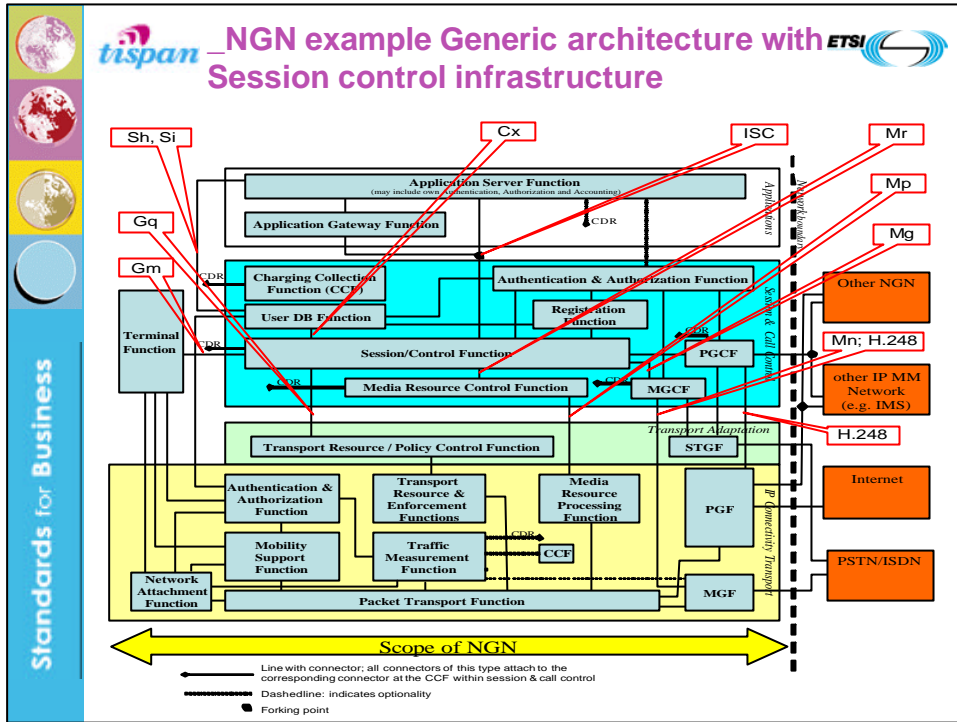 tispan
_NGN example Generic architecture with
Session control infrastructure
ETSI
Standards for Business
Sh, Si
Cx
ISC
Mr
Mp
Mg
Gq
Gm
Mn; H.248
H.248
Application Server Function
(may include own Authentication, Authorization and Accounting)
Application Gateway Function
CDR
Applications
Network boundary
CDR
Charging Collection
Function (CCF)
Authentication & Authorization Function
User DB Function
Registration
Function
Session & Call Control
Terminal
Function
CDR
Session/Control Function
CDR
PGCF
CDR
Media Resource Control Function
CDR
MGCF
Transport Adaptation
Transport Resource / Policy Control Function
STGF
Authentication &
Authorization
Function
Transport
Resource &
Enforcement
Functions
Media
Resource
Processing
Function
PGF
IP Connectivity Transport
Mobility
Support
Function
Traffic
Measurement
Function
CDR
CCF
Network
Attachment
Function
Packet Transport Function
MGF
Other NGN
other IP MM
Network
(e.g. IMS)
Internet
PSTN/ISDN
Scope of NGN
Line with connector; all connectors of this type attach to the
corresponding connector at the CCF within session & call control
Dashedline: indicates optionality
Forking point